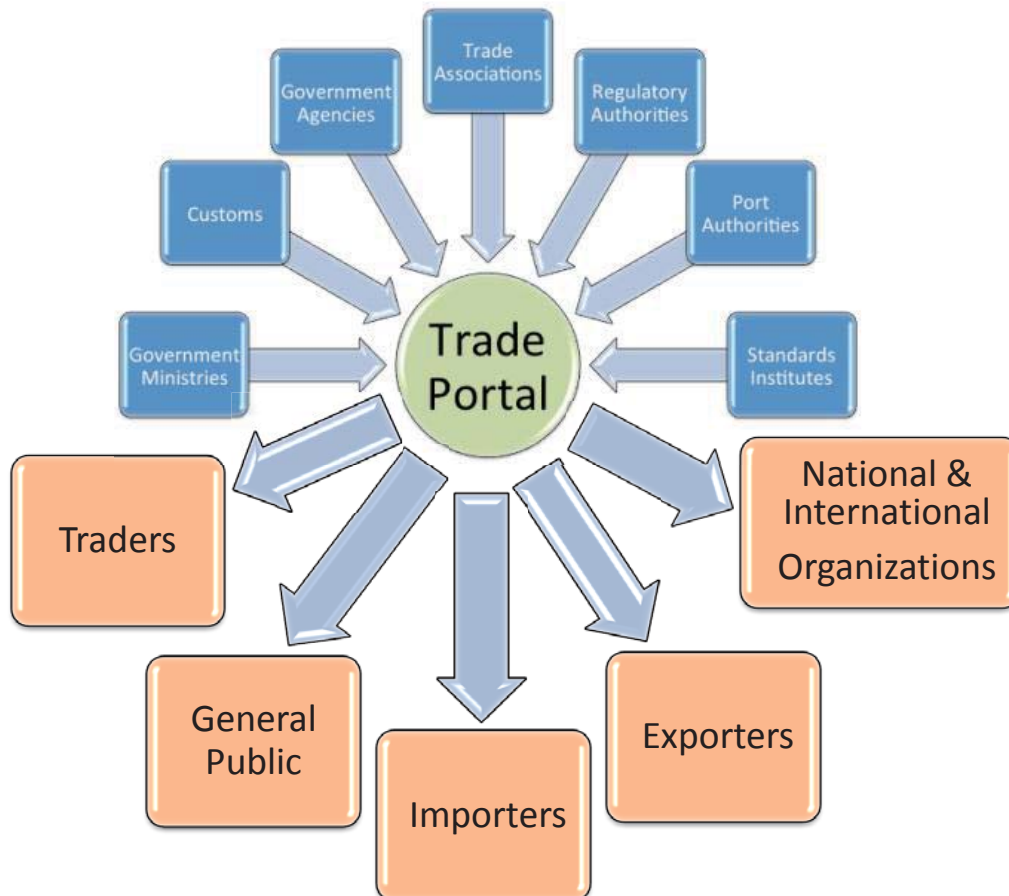 Trade
Associations
Government
Agencies
Regulatory
Authorities
Customs
Port
Authorities
Government
Ministries
Trade
Portal
Standards
Institutes
Traders
National &
International
Organizations
General
Public
Exporters
Importers